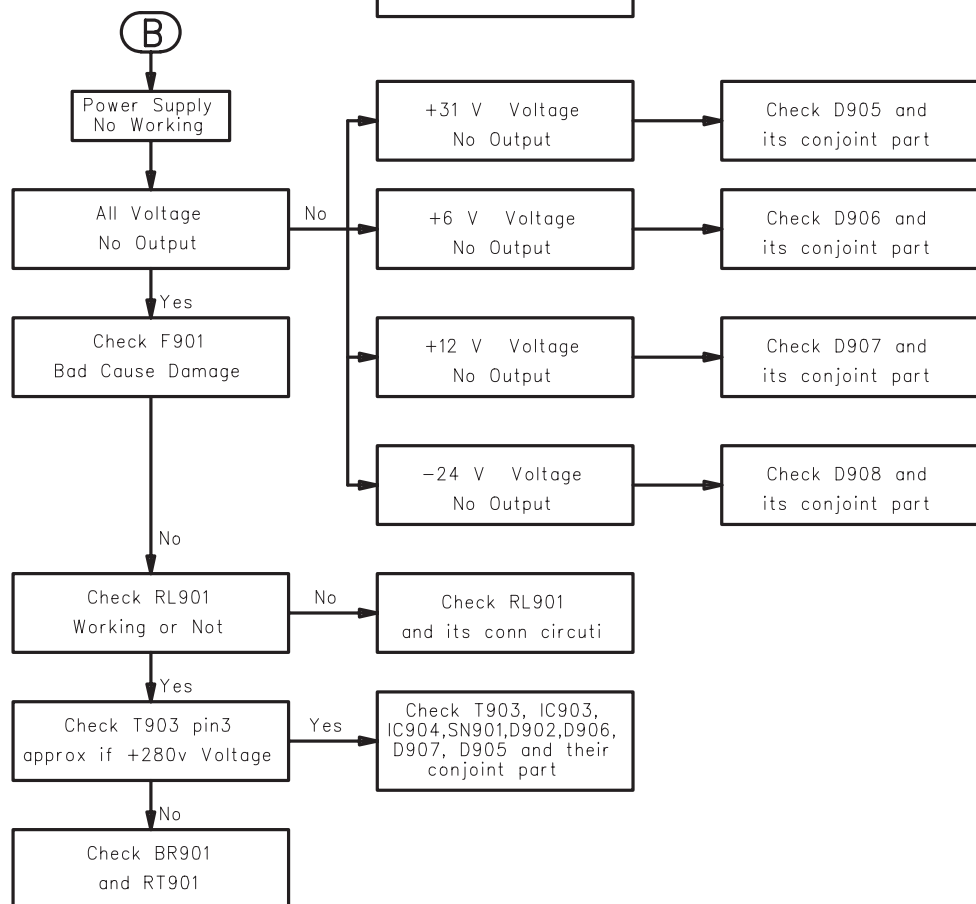 B
Power Supply
No Working
All Voltage
No Output
No
+31 V Voltage
No Output
Check D905 and
its conjoint part
+6 V Voltage
No Output
Check D906 and
its conjoint part
+12 V Voltage
No Output
Check D907 and
its conjoint part
-24 V Voltage
No Output
Check D908 and
its conjoint part
Yes
Check F901
Bad Cause Damage
No
Check RL901
Working or Not
No
Check RL901
and its conn circuti
Yes
Check T903 pin3
approx if +280v Voltage
Yes
Check T903, IC903,
IC904,SN901,D902,D906,
D907, D905 and their
conjoint part
No
Check BR901
and RT901